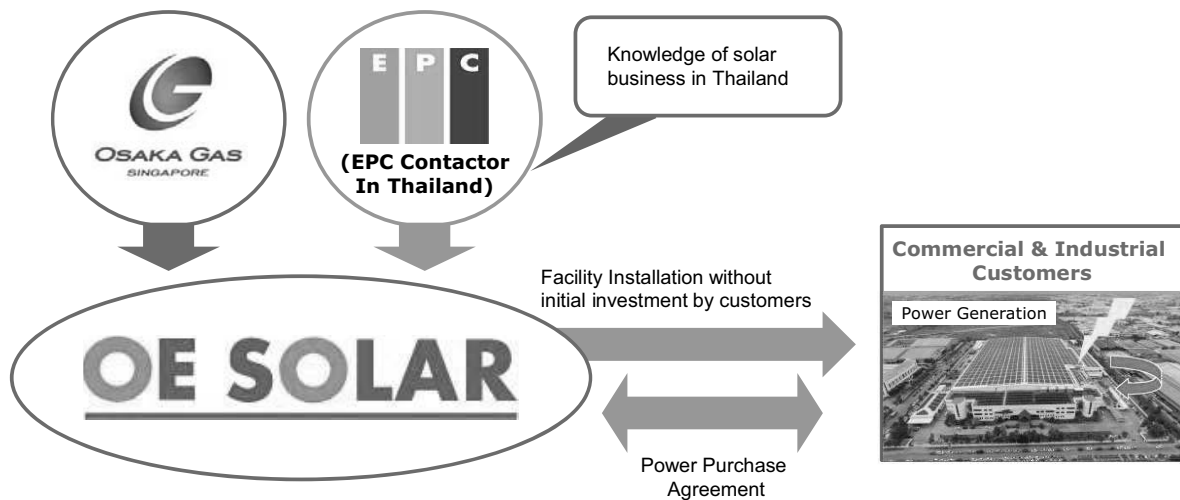 OSAKA GAS
SINGAPORE
E P C
(EPC Contactor
In Thailand)
Knowledge of solar
business in Thailand
OE SOLAR
Facility Installation without
initial investment by customers
Power Purchase
Agreement
Commercial & Industrial
Customers
Power Generation